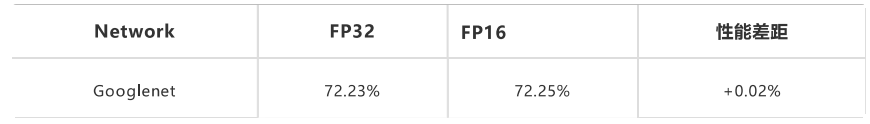 Network FP32 FP16 性能差距
Googlenet 72.23% 72.25% +0.02%